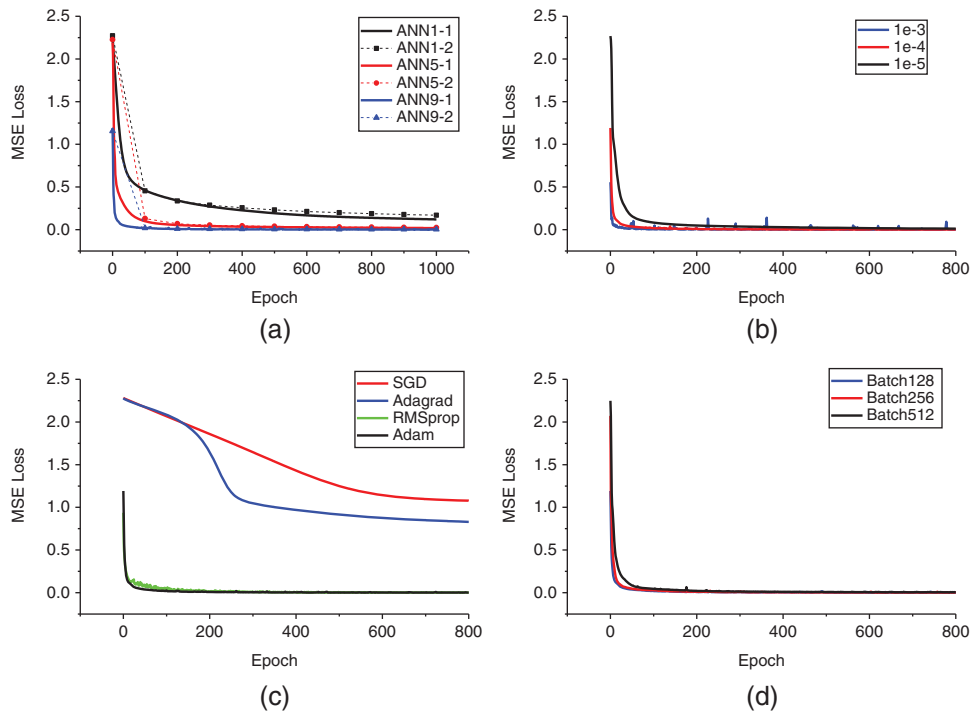 2.5
2.0
1.5
1.0
0.5
0.0
MSE Loss
0
200
400
600
800
1000
Epoch
ANN1-1
ANN1-2
ANN5-1
ANN5-2
ANN9-1
ANN9-2
(a)
2.5
2.0
1.5
1.0
0.5
0.0
MSE Loss
0
200
400
600
800
Epoch
1e-3
1e-4
1e-5
(b)
2.5
2.0
1.5
1.0
0.5
0.0
MSE Loss
0
200
400
600
800
Epoch
SGD
Adagrad
RMSprop
Adam
(c)
2.5
2.0
1.5
1.0
0.5
0.0
MSE Loss
0
200
400
600
800
Epoch
Batch128
Batch256
Batch512
(d)